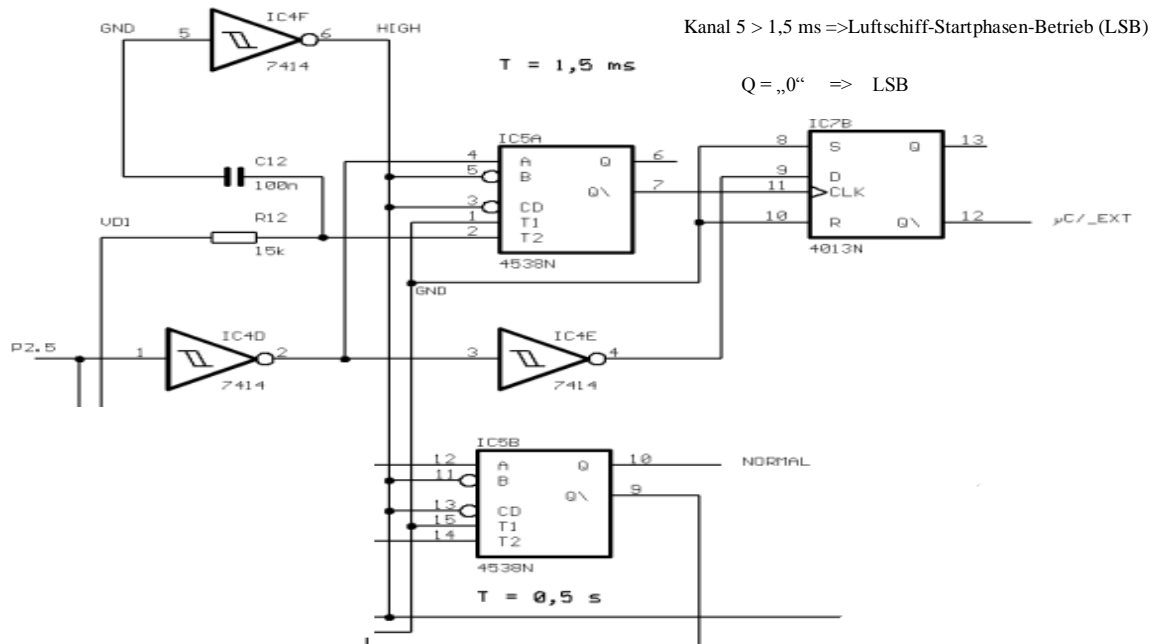 IC4F
GND
5
6
HIGH
7414
Kanal 5 > 1,5 ms =>Luftschiff-Startphasen-Betrieb (LSB)
T = 1,5 ms
Q = „0“ => LSB
IC5A
4 A Q 6
5 B
Q\ 7
3 CD
1 T1
2 T2
4538N
IC7B
8 S Q 13
9 D
11 CLK
10 R Q\ 12
4013N
µC/_EXT
C12
100n
VDD
R12
15k
GND
P2.5
1
IC4D
2
7414
3
IC4E
4
7414
IC5B
12 A Q 10
NORMAL
11 B
Q\ 9
13 CD
15 T1
14 T2
4538N
T = 0,5 s